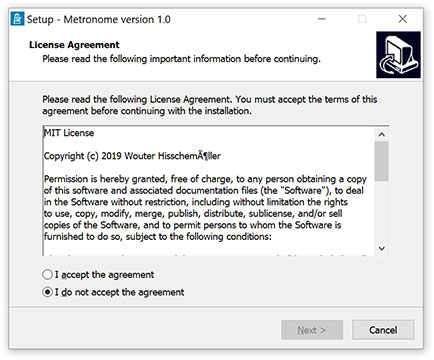 Setup - Metronome version 1.0
License Agreement
Please read the following important information before continuing.
Please read the following License Agreement. You must accept the terms of this
agreement before continuing with the installation.
MIT License
Copyright (c) 2019 Wouter HisschemÃ¶ller
Permission is hereby granted, free of charge, to any person obtaining a copy
of this software and associated documentation files (the "Software"), to deal
in the Software without restriction, including without limitation the rights
to use, copy, modify, merge, publish, distribute, sublicense, and/or sell
copies of the Software, and to permit persons to whom the Software is
furnished to do so, subject to the following conditions:
I accept the agreement
I do not accept the agreement
Next >
Cancel